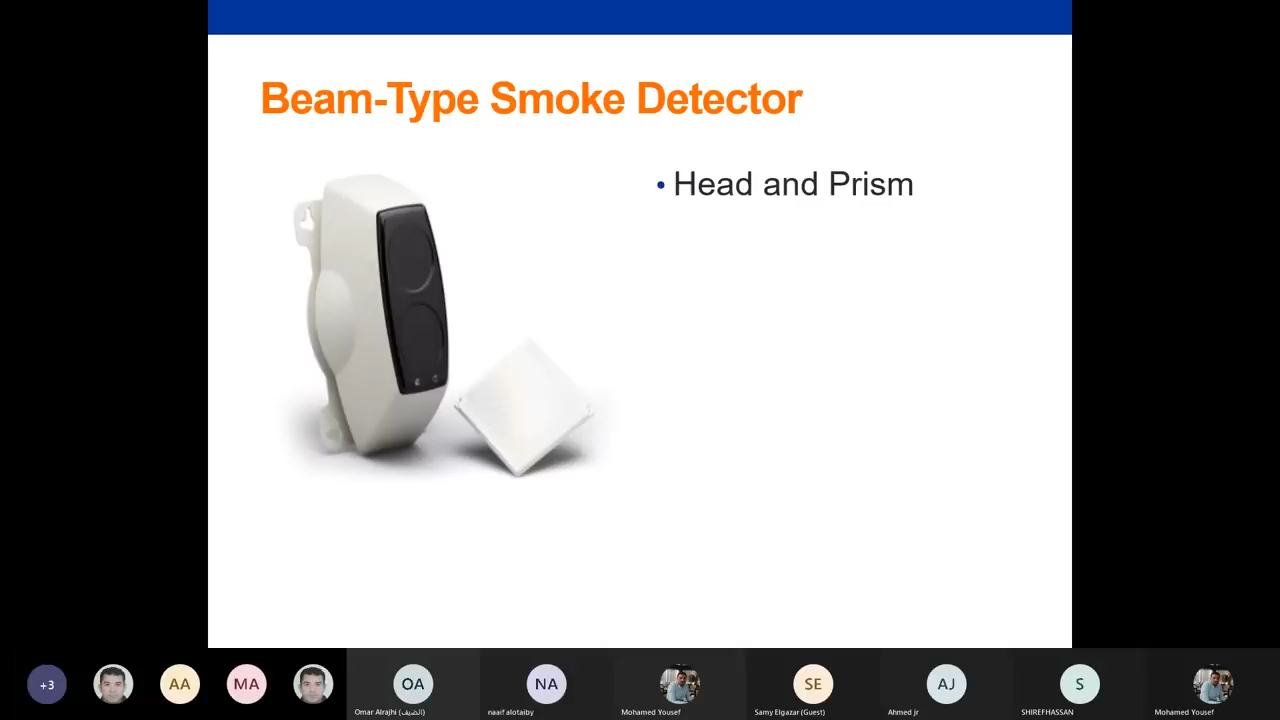 Beam-Type Smoke Detector
• Head and Prism
+3
AA
MA
OA
NA
SE
AJ
S
Omar Alrajhi (الضيف)
naaif alotaiby
Mohamed Yousef
Samy Elgazar (Guest)
Ahmed jr
SHIREFHASSAN
Mohamed Yousef